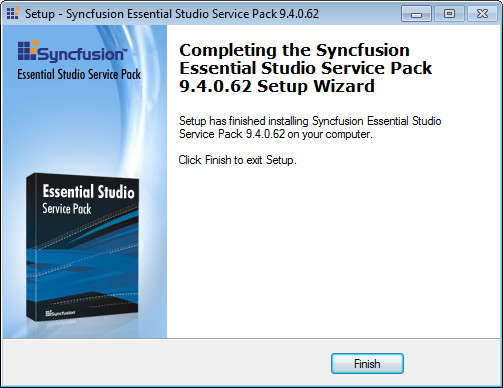 Setup - Syncfusion Essential Studio Service Pack 9.4.0.62
Syncfusion™
Essential Studio Service Pack
Completing the Syncfusion
Essential Studio Service Pack
9.4.0.62 Setup Wizard
Setup has finished installing Syncfusion Essential Studio
Service Pack 9.4.0.62 on your computer.
Click Finish to exit Setup.
Essential Studio
Service Pack
Syncfusion
Finish